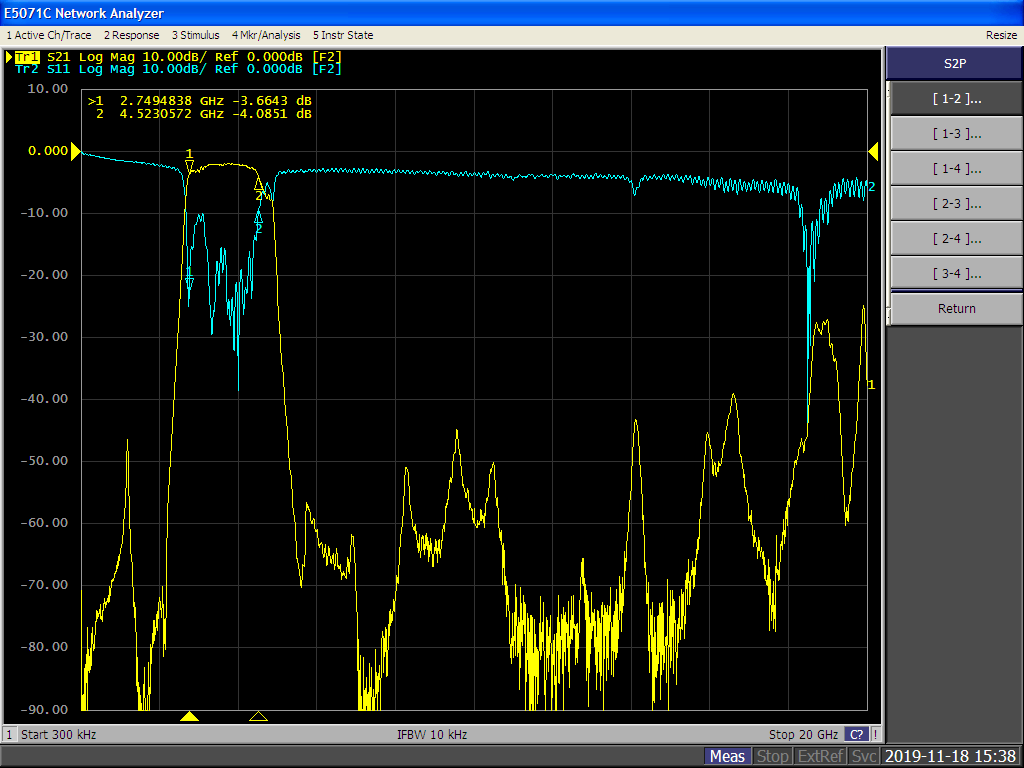 E5071C Network Analyzer
1 Active Ch/Trace 2 Response 3 Stimulus 4 Mkr/Analysis 5 Instr State Resize
Tr1 S21 Log Mag 10.00dB/ Ref 0.000dB [F2]
Tr2 S11 Log Mag 10.00dB/ Ref 0.000dB [F2]
S2P
10.00
>1 2.7494838 GHz -3.6643 dB
2 4.5230572 GHz -4.0851 dB
[ 1-2 ]...
[ 1-3 ]...
0.000
1
[ 1-4 ]...
2
2
[ 2-3 ]...
-10.00
2
[ 2-4 ]...
-20.00
1
[ 3-4 ]...
Return
-30.00
1
-40.00
-50.00
-60.00
-70.00
-80.00
-90.00
1 Start 300 kHz IFBW 10 kHz Stop 20 GHz C? !
Meas Stop ExtRef Svc 2019-11-18 15:38